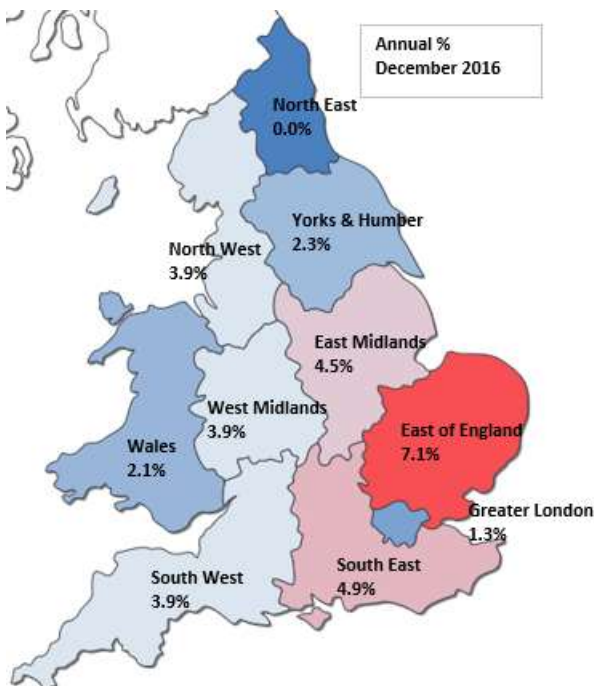 Annual %
December 2016
North East
0.0%
Yorks & Humber
2.3%
North West
3.9%
East Midlands
4.5%
West Midlands
3.9%
East of England
7.1%
Wales
2.1%
Greater London
1.3%
South East
4.9%
South West
3.9%